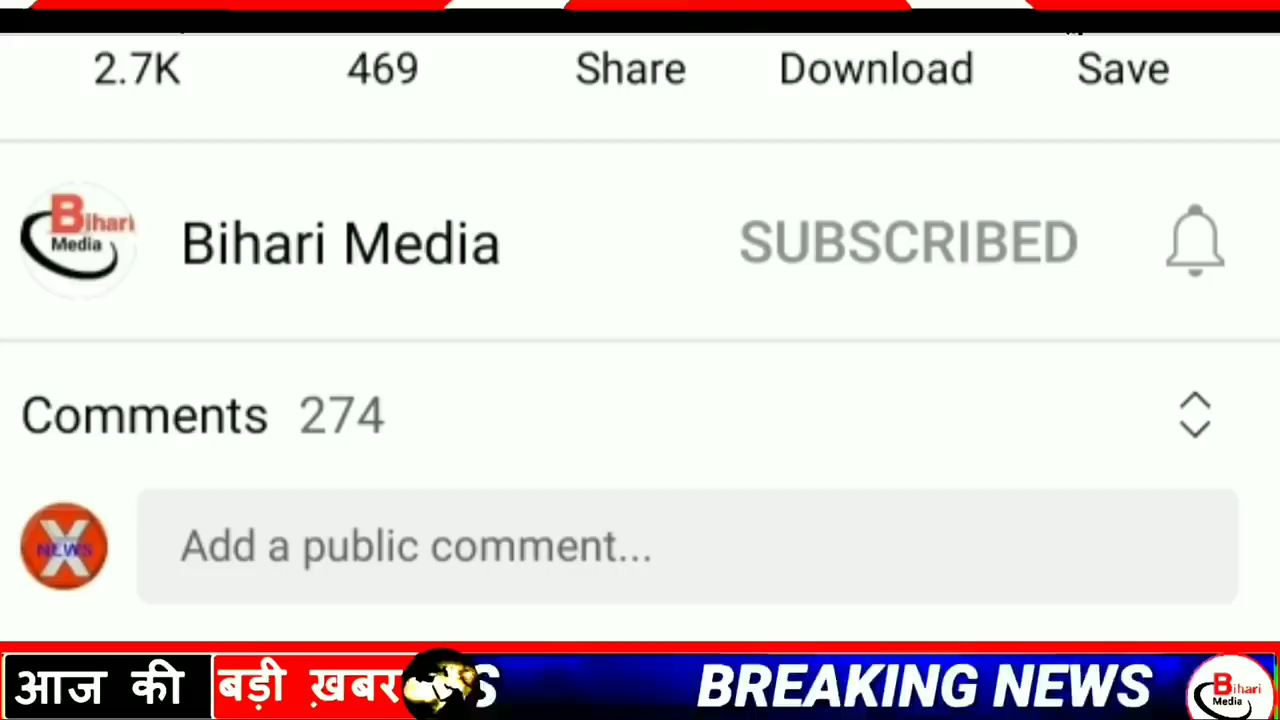 2.7K 469 Share Download Save
Bihari Media
Bihari Media SUBSCRIBED
Comments 274
X NEWS
Add a public comment...
आज की बड़ी ख़बर S BREAKING NEWS
Bihari Media